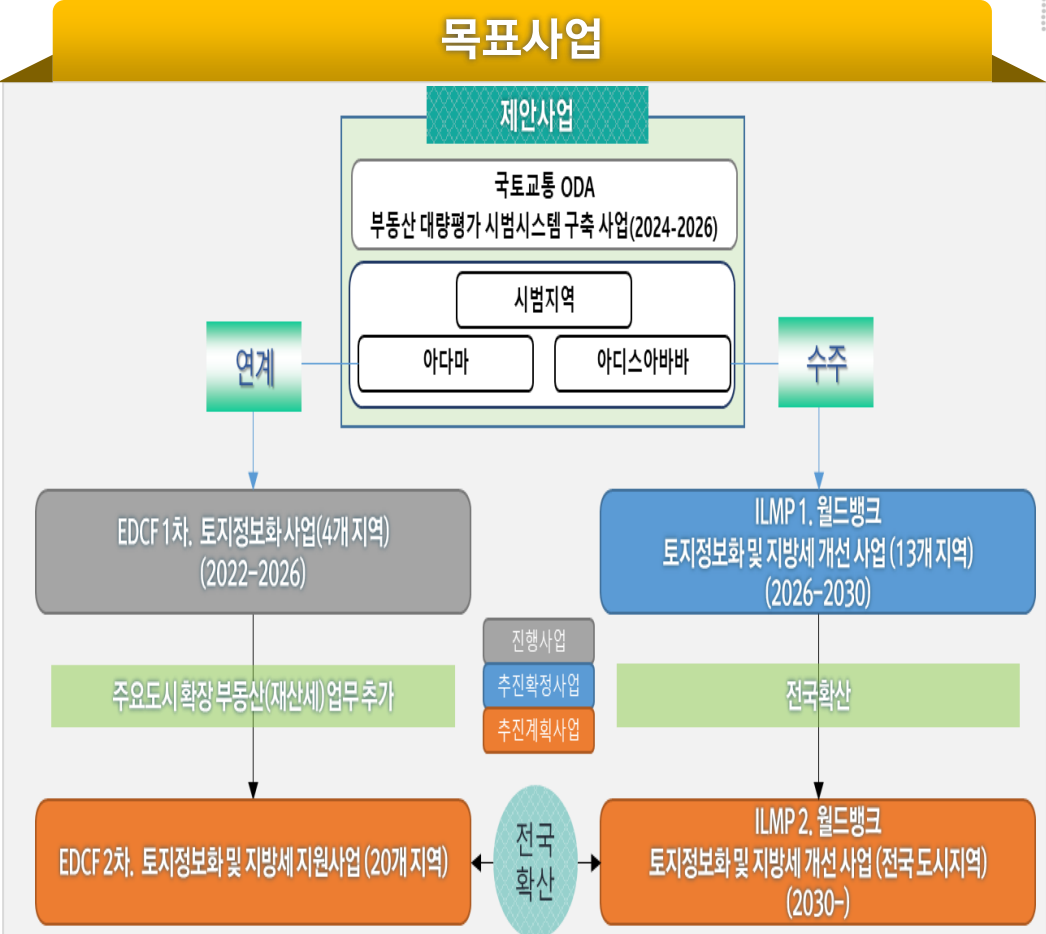 목표사업
제안사업
국토교통 ODA
부동산 대량평가 시범시스템 구축 사업(2024-2026)
시범지역
아다마
아디스아바바
연계
수주
EDCF 1차. 토지정보화사업(4개 지역)
(2022-2026)
ILMP 1. 월드뱅크
토지정보화 및 지방세 개선 사업 (13개 지역)
(2026-2030)
진행사업
추진확정사업
추진계획사업
주요도시 확장 부동산(재산세) 업무 추가
전국확산
EDCF 2차. 토지정보화 및 지방세 지원사업 (20개 지역)
전국
확산
ILMP 2. 월드뱅크
토지정보화 및 지방세 개선 사업 (전국 도시지역)
(2030-)